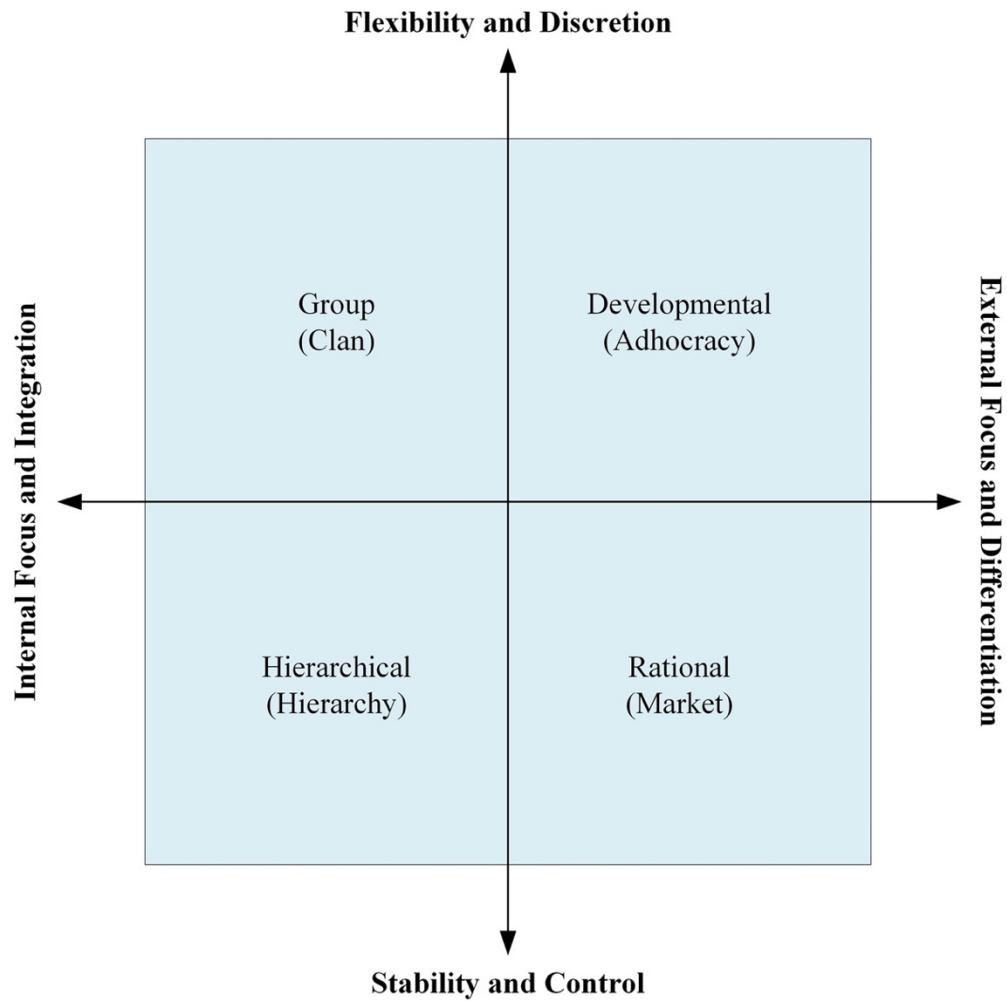 Flexibility and Discretion
Internal Focus and Integration
Group
(Clan)
Developmental
(Adhocracy)
External Focus and Differentiation
Hierarchical
(Hierarchy)
Rational
(Market)
Stability and Control